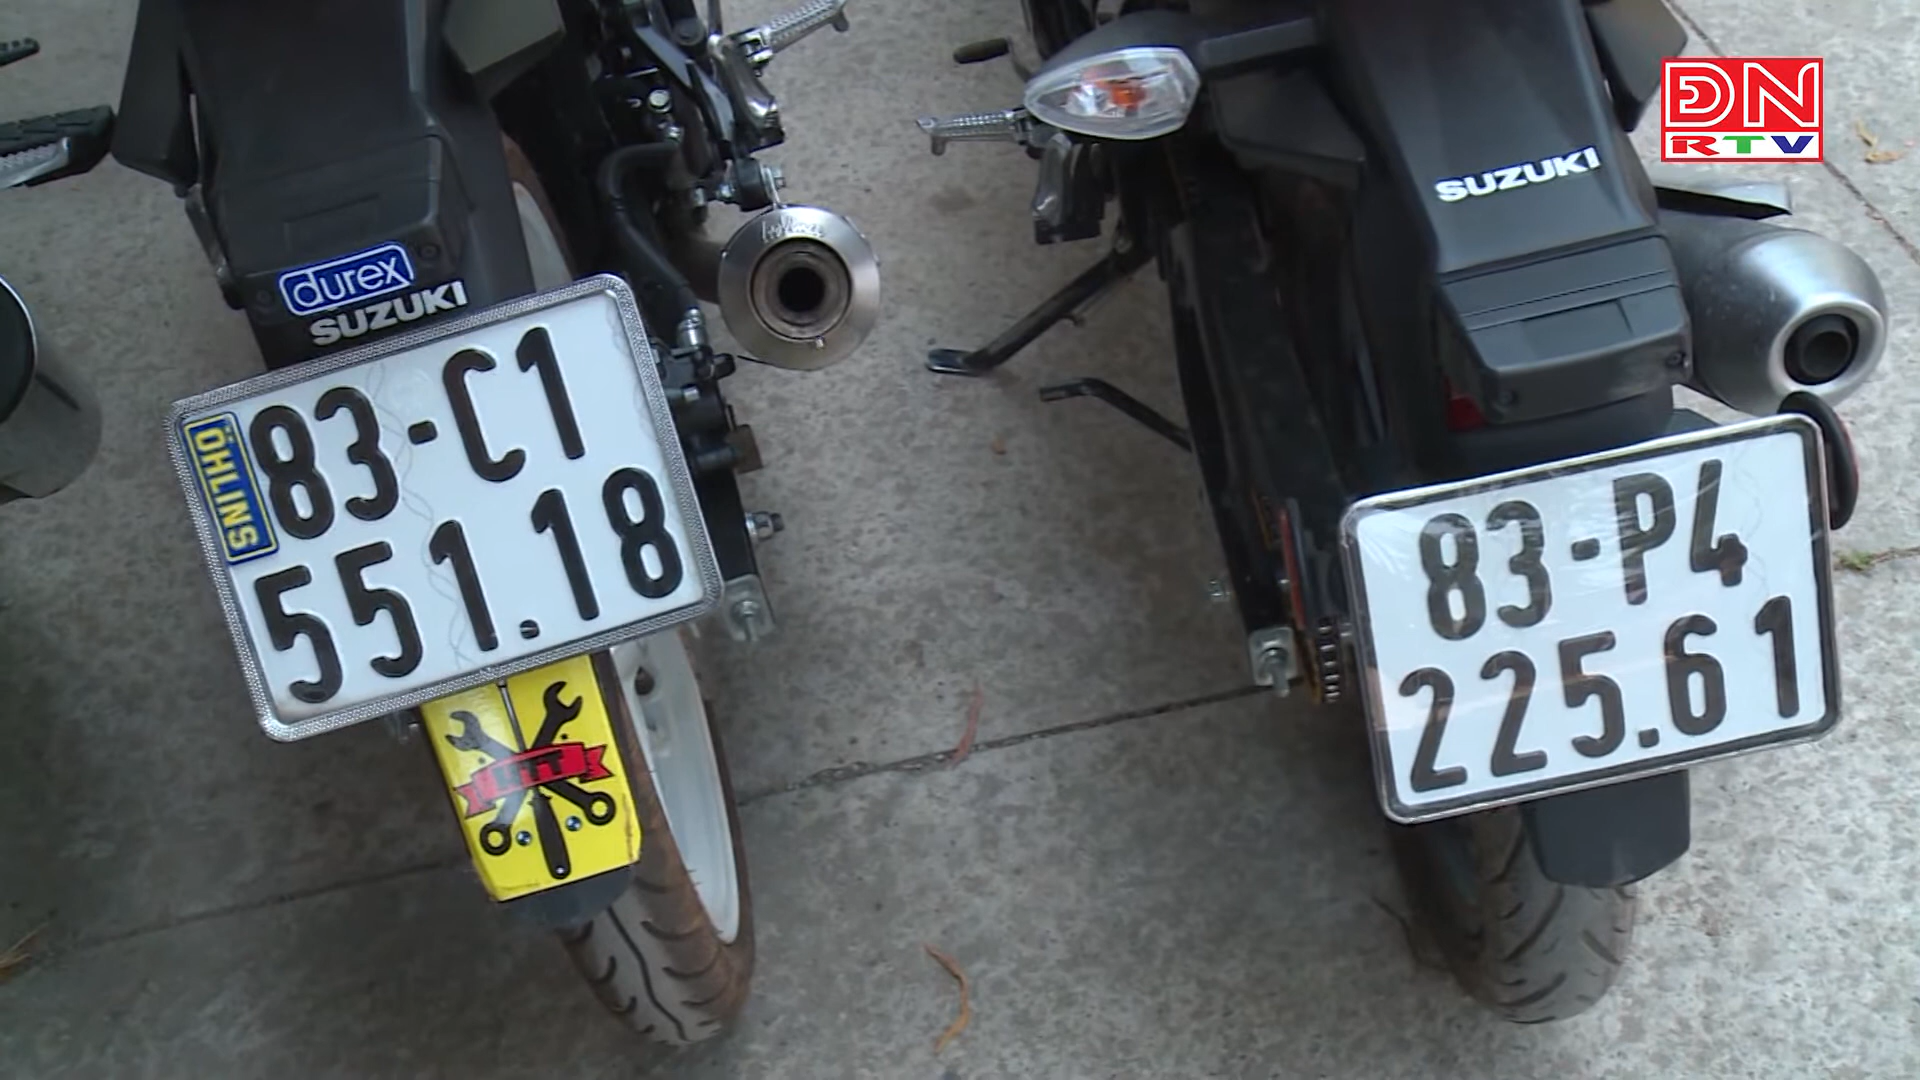 durex
SUZUKI
ÖHLINS
83-C1
551.18
SUZUKI
83-P4
225.61
ĐN
RTV